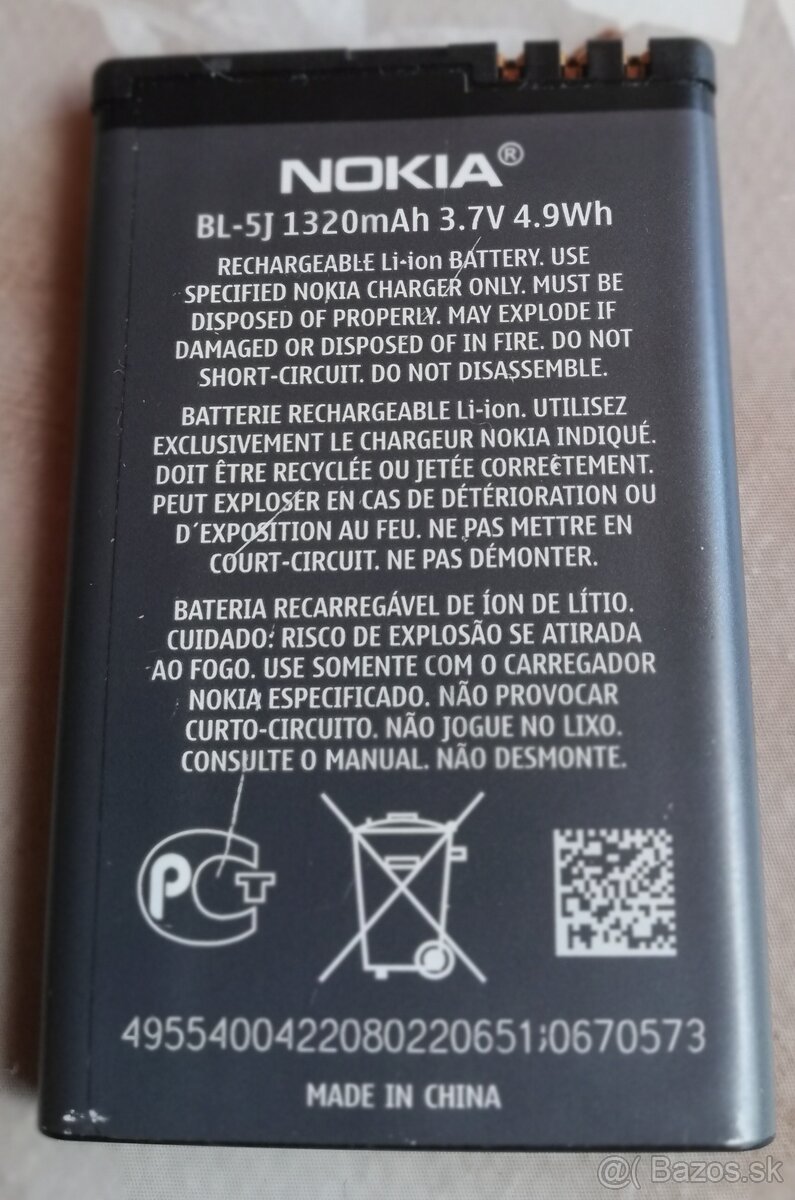 NOKIA®
BL-5J 1320mAh 3.7V 4.9Wh
RECHARGEABLE Li-ion BATTERY. USE
SPECIFIED NOKIA CHARGER ONLY. MUST BE
DISPOSED OF PROPERLY. MAY EXPLODE IF
DAMAGED OR DISPOSED OF IN FIRE. DO NOT
SHORT-CIRCUIT. DO NOT DISASSEMBLE.
BATTERIE RECHARGEABLE Li-ion. UTILISEZ
EXCLUSIVEMENT LE CHARGEUR NOKIA INDIQUÉ.
DOIT ÊTRE RECYCLÉE OU JETÉE CORRECTEMENT.
PEUT EXPLOSER EN CAS DE DÉTÉRIORATION OU
D´EXPOSITION AU FEU. NE PAS METTRE EN
COURT-CIRCUIT. NE PAS DÉMONTER.
BATERIA RECARREGÁVEL DE ÍON DE LÍTIO.
CUIDADO: RISCO DE EXPLOSÃO SE ATIRADA
AO FOGO. USE SOMENTE COM O CARREGADOR
NOKIA ESPECIFICADO. NÃO PROVOCAR
CURTO-CIRCUITO. NÃO JOGUE NO LIXO.
CONSULTE O MANUAL. NÃO DESMONTE.
PCT
4955400422080220651;0670573
MADE IN CHINA
@( Bazos.sk